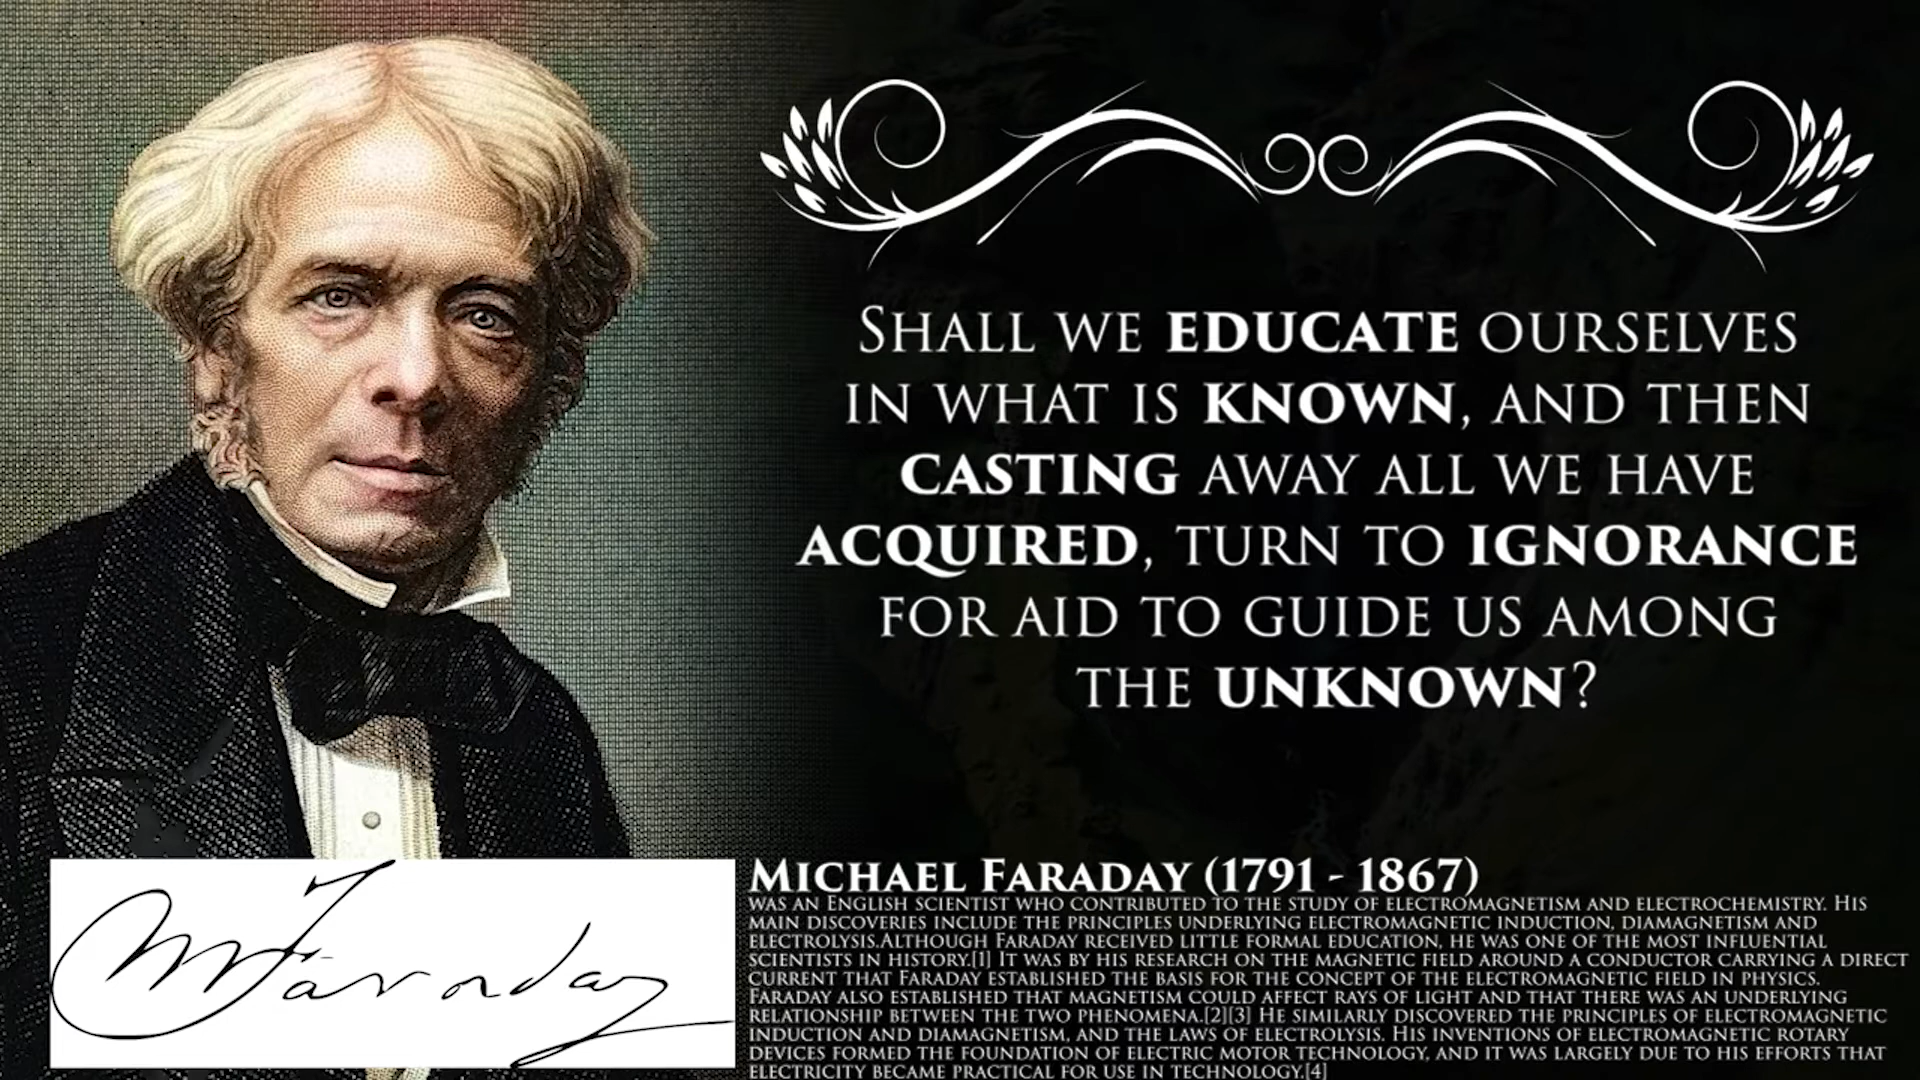 Shall we EDUCATE ourselves
in what is KNOWN, and then
CASTING away all we have
ACQUIRED, turn to IGNORANCE
for aid to guide us among
the UNKNOWN?
M Faraday
Michael Faraday (1791 - 1867)
was an English scientist who contributed to the study of electromagnetism and electrochemistry. His
main discoveries include the principles underlying electromagnetic induction, diamagnetism and
electrolysis.Although Faraday received little formal education, he was one of the most influential
scientists in history.[1] It was by his research on the magnetic field around a conductor carrying a direct
current that Faraday established the basis for the concept of the electromagnetic field in physics.
Faraday also established that magnetism could affect rays of light and that there was an underlying
relationship between the two phenomena.[2][3] He similarly discovered the principles of electromagnetic
induction and diamagnetism, and the laws of electrolysis. His inventions of electromagnetic rotary
devices formed the foundation of electric motor technology, and it was largely due to his efforts that
electricity became practical for use in technology.[4]